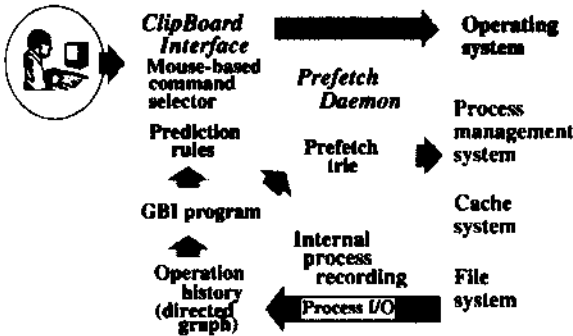 ClipBoard
Interface
Mouse-based
command
selector
Prediction
rules
GBI program
Operation
history
(directed
graph)
Prefetch
Daemon
Prefetch
trie
Internal
process
recording
Process I/O
Operating
system
Process
management
system
Cache
system
File
system